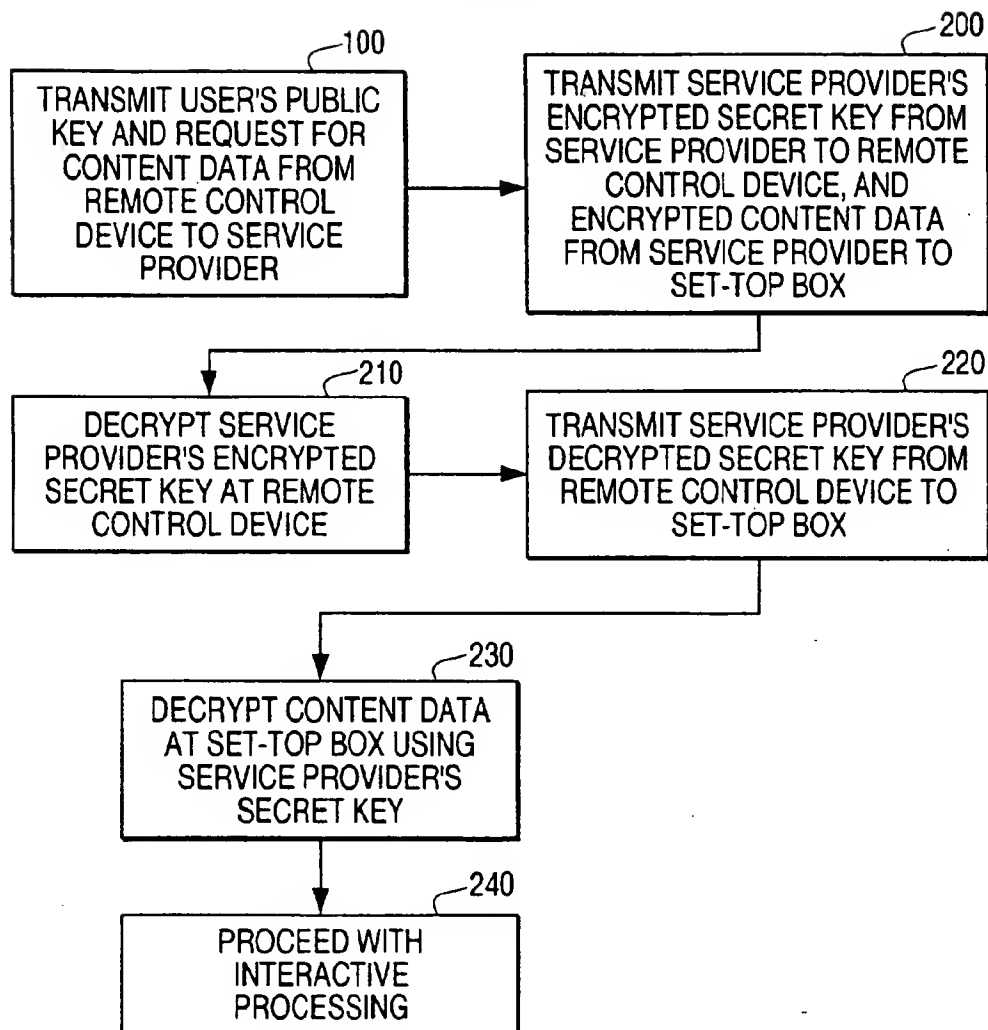 100
TRANSMIT USER'S PUBLIC
KEY AND REQUEST FOR
CONTENT DATA FROM
REMOTE CONTROL
DEVICE TO SERVICE
PROVIDER
200
TRANSMIT SERVICE PROVIDER'S
ENCRYPTED SECRET KEY FROM
SERVICE PROVIDER TO REMOTE
CONTROL DEVICE, AND
ENCRYPTED CONTENT DATA
FROM SERVICE PROVIDER TO
SET-TOP BOX
210
DECRYPT SERVICE
PROVIDER'S ENCRYPTED
SECRET KEY AT REMOTE
CONTROL DEVICE
220
TRANSMIT SERVICE PROVIDER'S
DECRYPTED SECRET KEY FROM
REMOTE CONTROL DEVICE TO
SET-TOP BOX
230
DECRYPT CONTENT DATA
AT SET-TOP BOX USING
SERVICE PROVIDER'S
SECRET KEY
240
PROCEED WITH
INTERACTIVE
PROCESSING